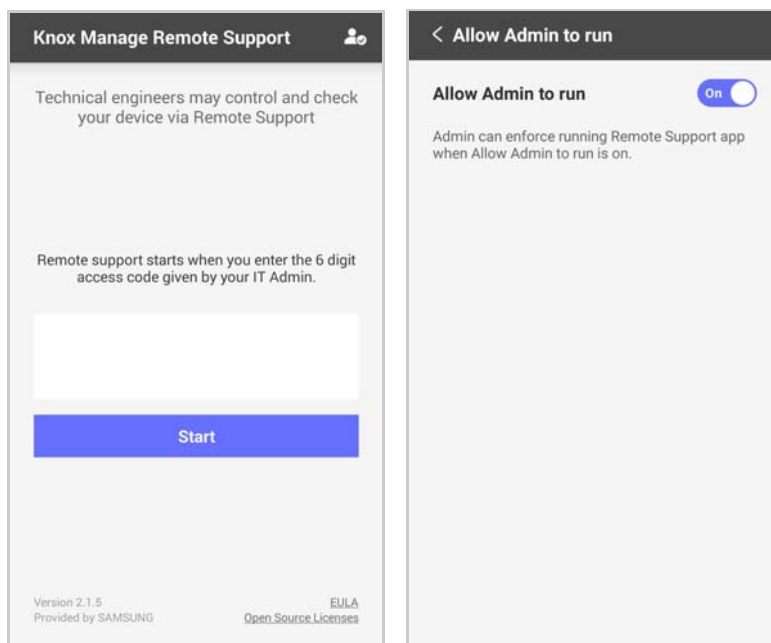 Knox Manage Remote Support
Technical engineers may control and check
your device via Remote Support
Remote support starts when you enter the 6 digit
access code given by your IT Admin.
Start
Version 2.1.5
Provided by SAMSUNG
EULA
Open Source Licenses
Allow Admin to run
Allow Admin to run
On
Admin can enforce running Remote Support app
when Allow Admin to run is on.